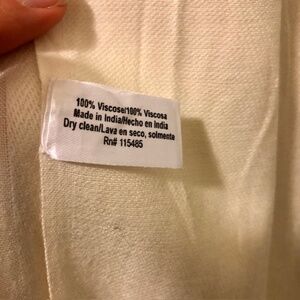 100% Viscose/100% Viscosa
Made in India/Hecho en India
Dry clean/Lava en seco, solmente
Rn# 115485